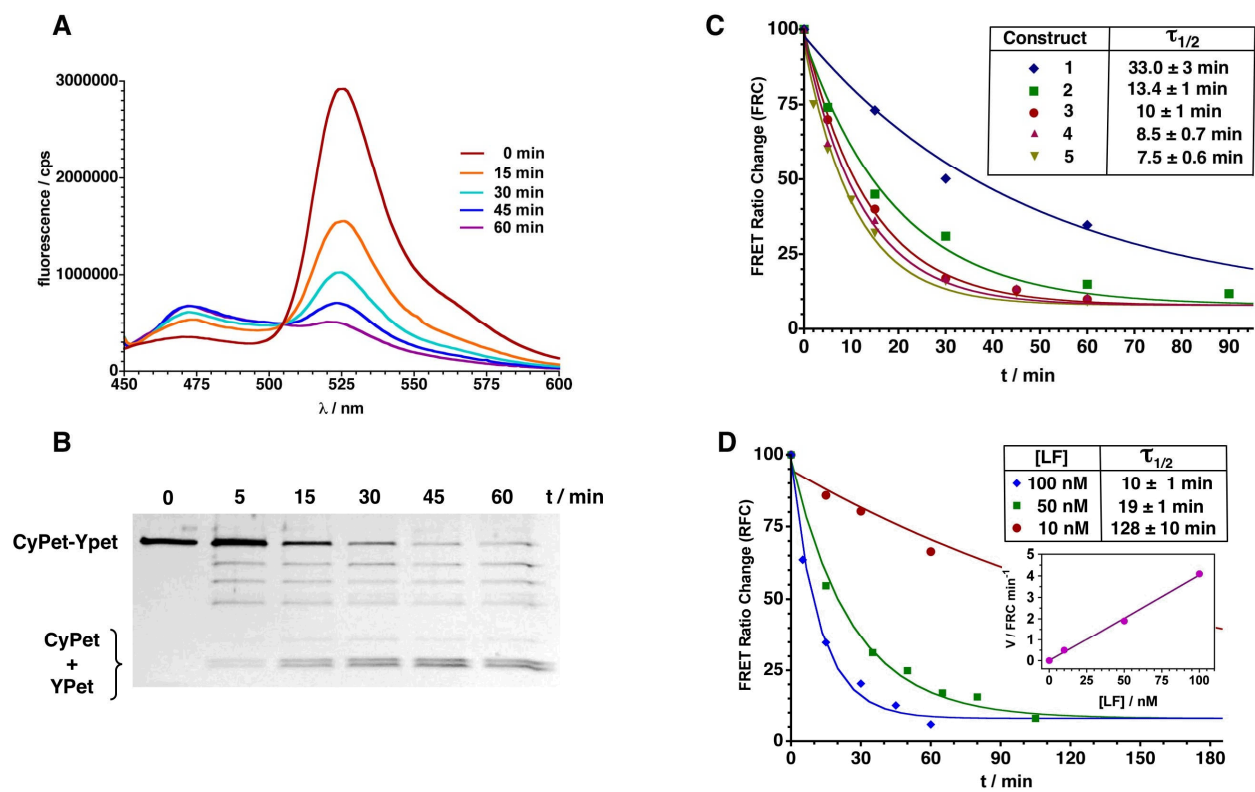 A
fluorescence / cps
3000000
2000000
1000000
0
450 475 500 525 550 575 600
λ / nm
0 min
15 min
30 min
45 min
60 min
B
0 5 15 30 45 60 t / min
CyPet-Ypet
CyPet
+
YPet
C
FRET Ratio Change (FRC)
100
75
50
25
0
0 10 20 30 40 50 60 70 80 90
t / min
Construct τ1/2
1 33.0 ± 3 min
2 13.4 ± 1 min
3 10 ± 1 min
4 8.5 ± 0.7 min
5 7.5 ± 0.6 min
D
FRET Ratio Change (RFC)
100
75
50
25
0
0 30 60 90 120 150 180
t / min
[LF] τ1/2
100 nM 10 ± 1 min
50 nM 19 ± 1 min
10 nM 128 ± 10 min
V / FRC min-1
5
4
3
2
1
0
0 25 50 75 100
[LF] / nM